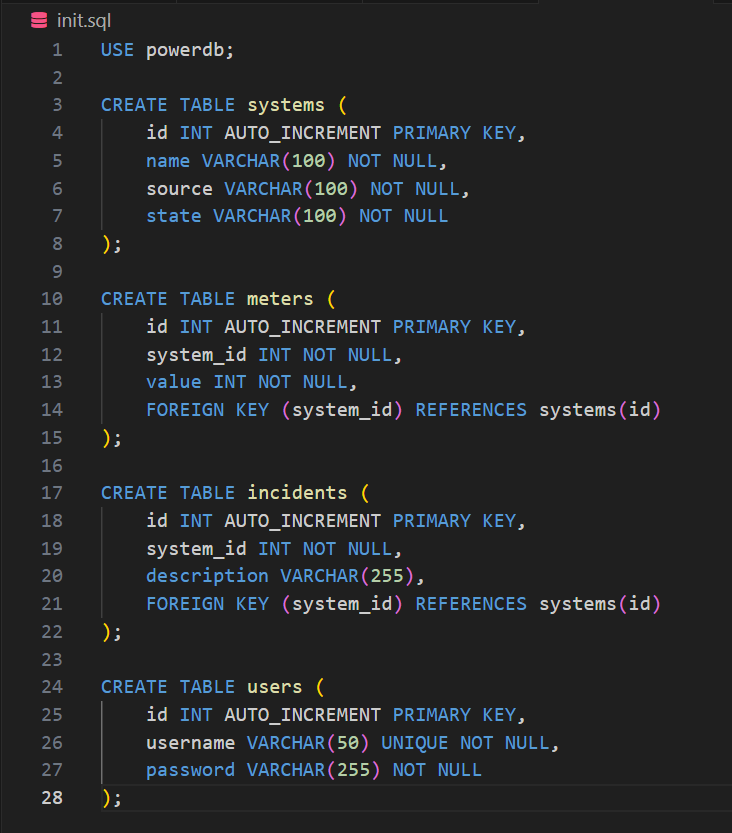 init.sql
1 USE powerdb;
2
3 CREATE TABLE systems (
4     id INT AUTO_INCREMENT PRIMARY KEY,
5     name VARCHAR(100) NOT NULL,
6     source VARCHAR(100) NOT NULL,
7     state VARCHAR(100) NOT NULL
8 );
9
10 CREATE TABLE meters (
11     id INT AUTO_INCREMENT PRIMARY KEY,
12     system_id INT NOT NULL,
13     value INT NOT NULL,
14     FOREIGN KEY (system_id) REFERENCES systems(id)
15 );
16
17 CREATE TABLE incidents (
18     id INT AUTO_INCREMENT PRIMARY KEY,
19     system_id INT NOT NULL,
20     description VARCHAR(255),
21     FOREIGN KEY (system_id) REFERENCES systems(id)
22 );
23
24 CREATE TABLE users (
25     id INT AUTO_INCREMENT PRIMARY KEY,
26     username VARCHAR(50) UNIQUE NOT NULL,
27     password VARCHAR(255) NOT NULL
28 );